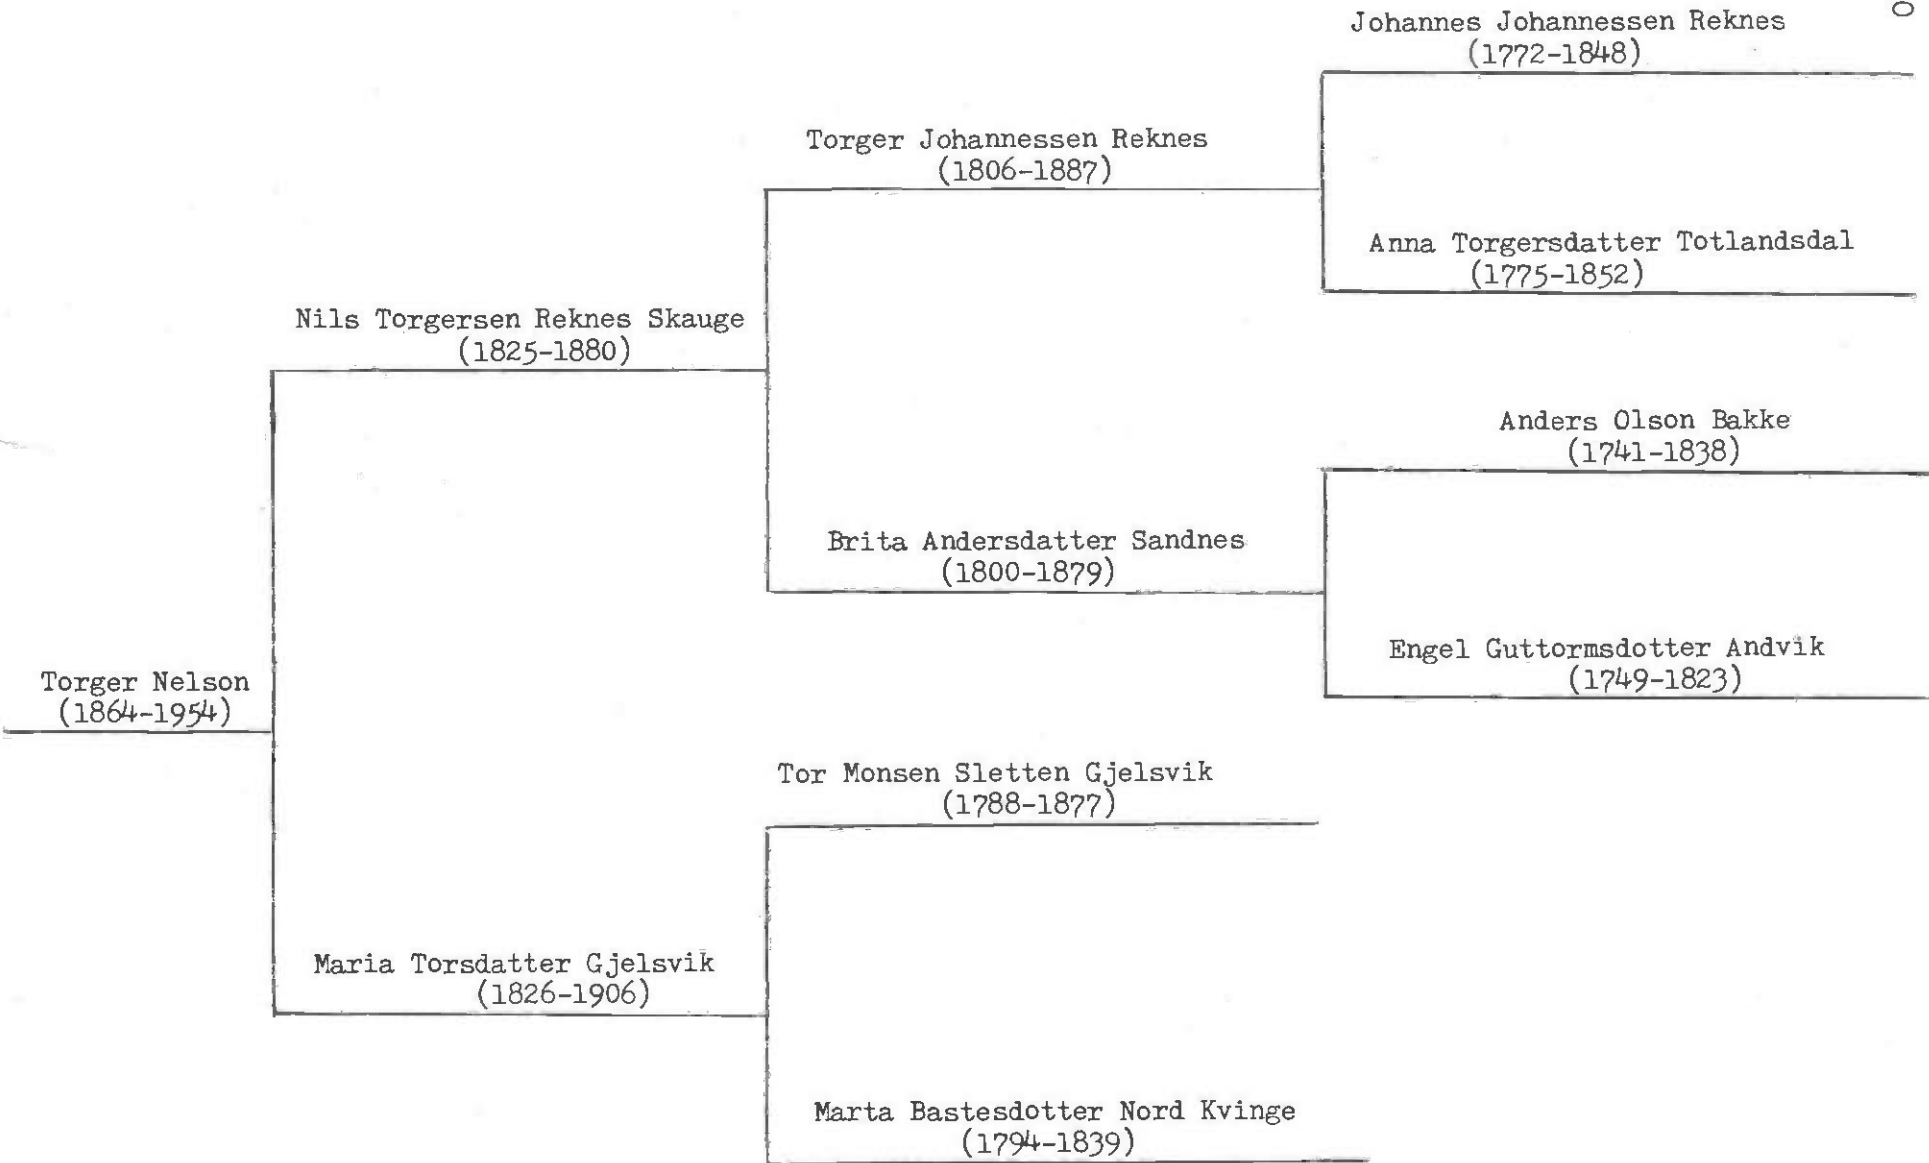 Johannes Johannessen Reknes
(1772-1848)
Torger Johannessen Reknes
(1806-1887)
Anna Torgersdatter Totlandsdal
(1775-1852)
Nils Torgersen Reknes Skauge
(1825-1880)
Anders Olson Bakke
(1741-1838)
Brita Andersdatter Sandnes
(1800-1879)
Engel Guttormsdotter Andvik
(1749-1823)
Torger Nelson
(1864-1954)
Tor Monsen Sletten Gjelsvik
(1788-1877)
Maria Torsdatter Gjelsvik
(1826-1906)
Marta Bastesdotter Nord Kvinge
(1794-1839)